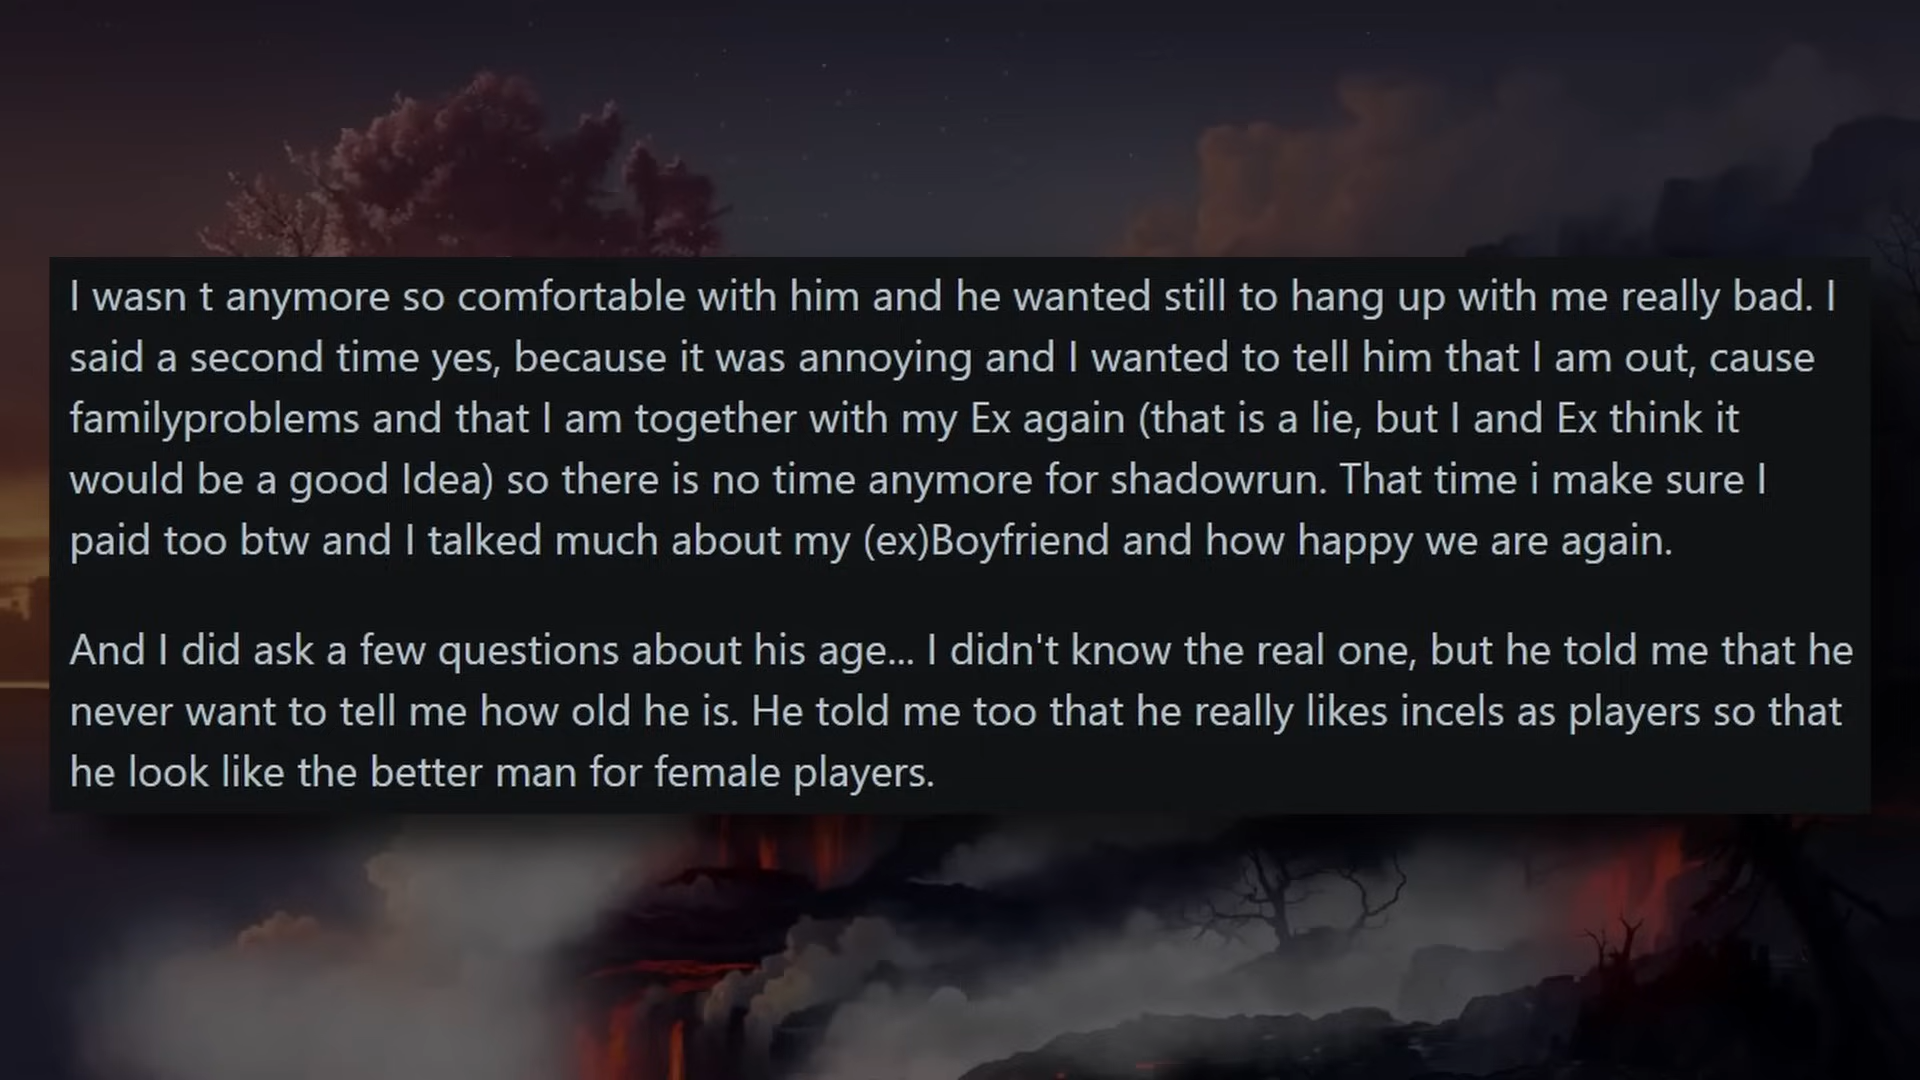 I wasn t anymore so comfortable with him and he wanted still to hang up with me really bad. I
said a second time yes, because it was annoying and I wanted to tell him that I am out, cause
familyproblems and that I am together with my Ex again (that is a lie, but I and Ex think it
would be a good Idea) so there is no time anymore for shadowrun. That time i make sure I
paid too btw and I talked much about my (ex)Boyfriend and how happy we are again.
And I did ask a few questions about his age... I didn't know the real one, but he told me that he
never want to tell me how old he is. He told me too that he really likes incels as players so that
he look like the better man for female players.